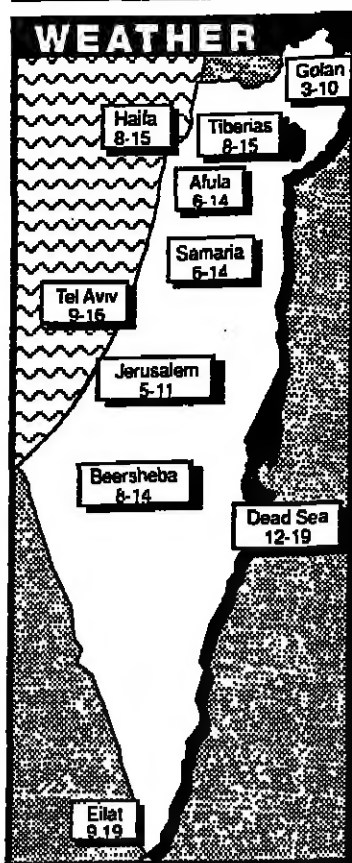 WEATHER
Golan
3-10
Haifa
8-15
Tiberias
8-15
Afula
6-14
Samaria
5-14
Tel Aviv
9-16
Jerusalem
5-11
Beersheba
8-14
Dead Sea
12-19
Eilat
9 19